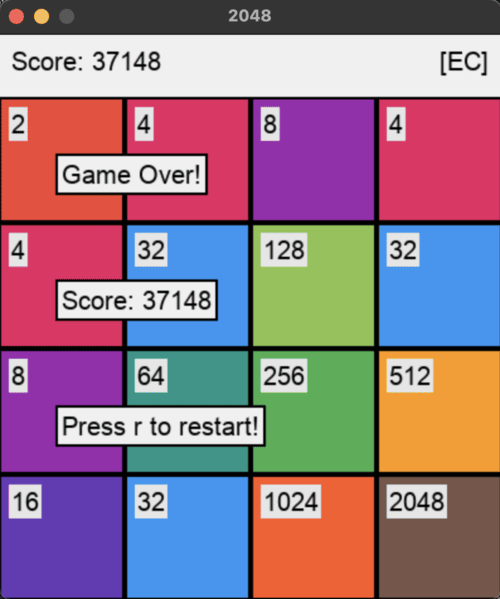 2048
Score: 37148 [EC]
2 4 8 4
Game Over!
4 32 128 32
Score: 37148
8 64 256 512
Press r to restart!
16 32 1024 2048